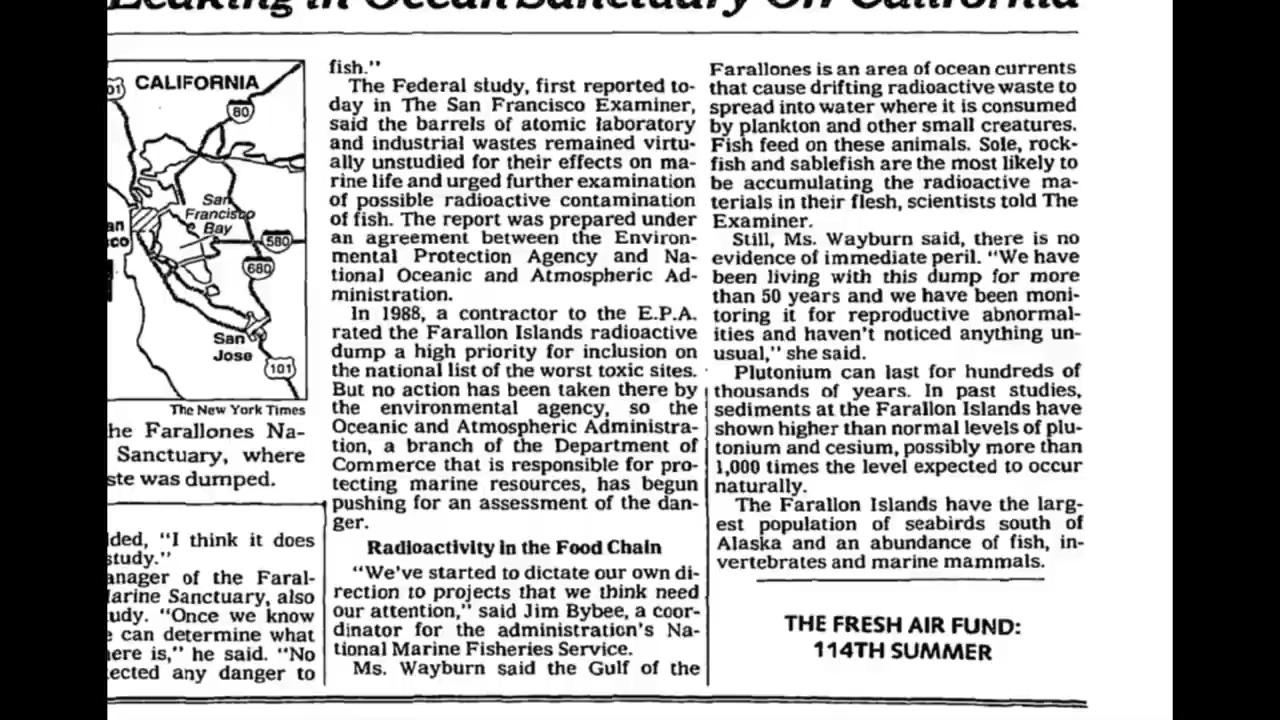 Leaking in Ocean Sanctuary Off California
CALIFORNIA
101
80
San
Francisco
Bay
580
680
San
Jose
101
The New York Times
he Farallones Na-
Sanctuary, where
ste was dumped.
ded, "I think it does
study."
anager of the Faral-
arine Sanctuary, also
udy. "Once we know
e can determine what
ere is," he said. "No
ected any danger to
fish."
The Federal study, first reported to-
day in The San Francisco Examiner,
said the barrels of atomic laboratory
and industrial wastes remained virtu-
ally unstudied for their effects on ma-
rine life and urged further examination
of possible radioactive contamination
of fish. The report was prepared under
an agreement between the Environ-
mental Protection Agency and Na-
tional Oceanic and Atmospheric Ad-
ministration.
In 1988, a contractor to the E.P.A.
rated the Farallon Islands radioactive
dump a high priority for inclusion on
the national list of the worst toxic sites.
But no action has been taken there by
the environmental agency, so the
Oceanic and Atmospheric Administra-
tion, a branch of the Department of
Commerce that is responsible for pro-
tecting marine resources, has begun
pushing for an assessment of the dan-
ger.
Radioactivity in the Food Chain
"We've started to dictate our own di-
rection to projects that we think need
our attention," said Jim Bybee, a coor-
dinator for the administration's Na-
tional Marine Fisheries Service.
Ms. Wayburn said the Gulf of the
Farallones is an area of ocean currents
that cause drifting radioactive waste to
spread into water where it is consumed
by plankton and other small creatures.
Fish feed on these animals. Sole, rock-
fish and sablefish are the most likely to
be accumulating the radioactive ma-
terials in their flesh, scientists told The
Examiner.
Still, Ms. Wayburn said, there is no
evidence of immediate peril. "We have
been living with this dump for more
than 50 years and we have been moni-
toring it for reproductive abnormal-
ities and haven't noticed anything un-
usual," she said.
Plutonium can last for hundreds of
thousands of years. In past studies,
sediments at the Farallon Islands have
shown higher than normal levels of plu-
tonium and cesium, possibly more than
1,000 times the level expected to occur
naturally.
The Farallon Islands have the larg-
est population of seabirds south of
Alaska and an abundance of fish, in-
vertebrates and marine mammals.
THE FRESH AIR FUND:
114TH SUMMER